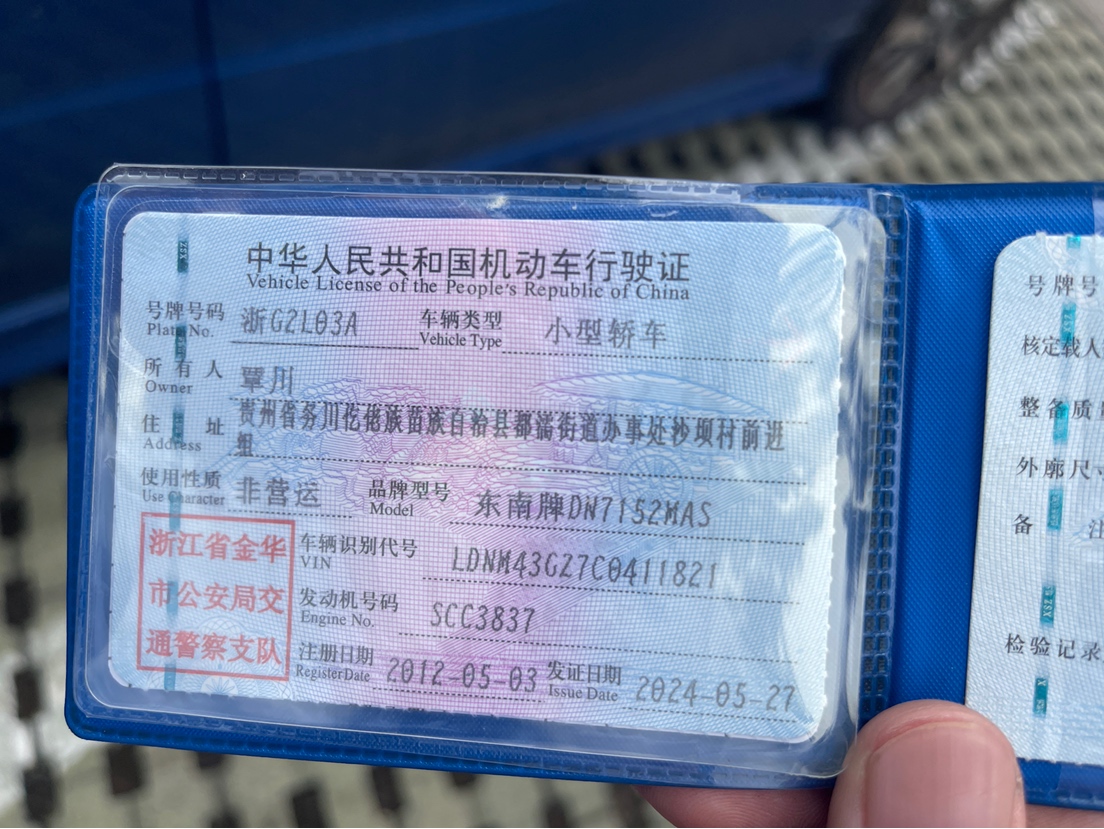 中华人民共和国机动车行驶证
Vehicle License of the People's Republic of China
号牌号码 浙G2L03A 车辆类型 小型轿车
Plate No. Vehicle Type
所有人 覃川
Owner
住址 贵州省务川仡佬族苗族自治县都濡街道办事处沙坝村前进
Address 组
使用性质 非营运 品牌型号 东南牌DN7152MAS
Use Character Model
浙江省金华
市公安局交
通警察支队
车辆识别代号 LDNM43GZ7C0411821
VIN
发动机号码 SCC3837
Engine No.
注册日期 2012-05-03 发证日期 2024-05-27
Register Date Issue Date
号牌号
核定载人
整备质
外廓尺
备 注
检验记录